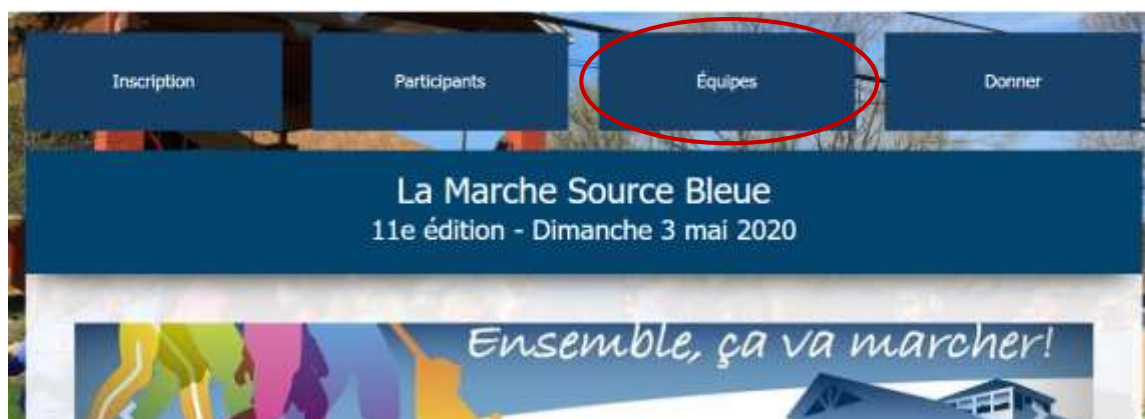 Inscription
Participants
Équipes
Donner
La Marche Source Bleue
11e édition - Dimanche 3 mai 2020
Ensemble, ça va marcher!